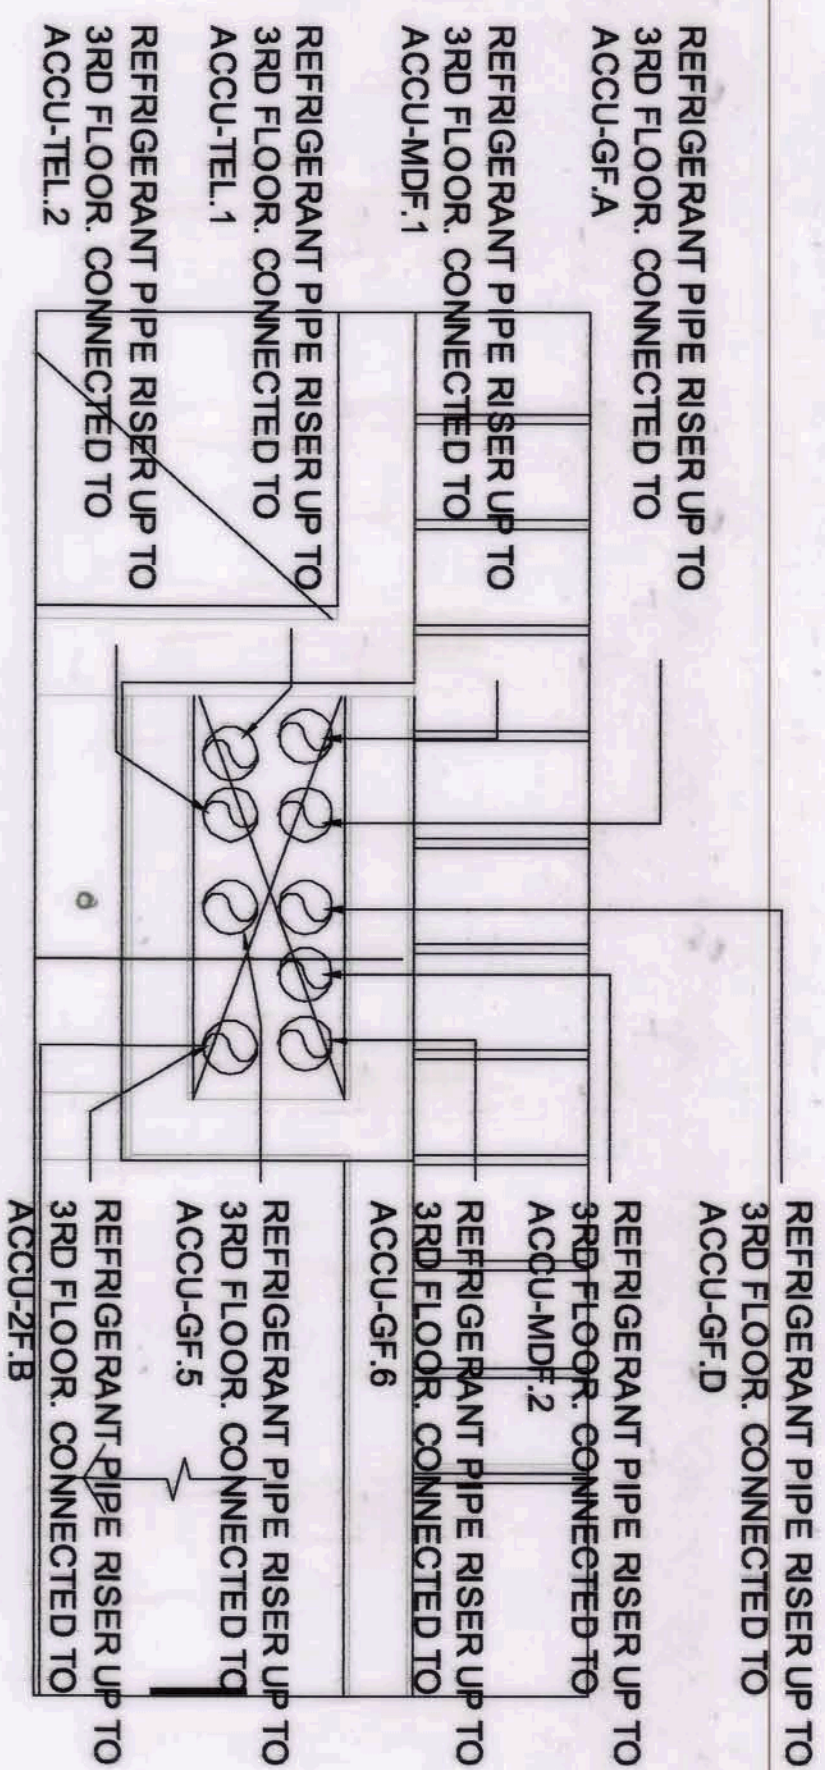 REFRIGERANT PIPE RISER UP TO
3RD FLOOR. CONNECTED TO
ACCU-GF.A
REFRIGERANT PIPE RISER UP TO
3RD FLOOR. CONNECTED TO
ACCU-MDF.1
REFRIGERANT PIPE RISER UP TO
3RD FLOOR. CONNECTED TO
ACCU-TEL.1
REFRIGERANT PIPE RISER UP TO
3RD FLOOR. CONNECTED TO
ACCU-TEL.2
REFRIGERANT PIPE RISER UP TO
3RD FLOOR. CONNECTED TO
ACCU-GF.D
REFRIGERANT PIPE RISER UP TO
3RD FLOOR. CONNECTED TO
ACCU-MDF.2
REFRIGERANT PIPE RISER UP TO
3RD FLOOR. CONNECTED TO
ACCU-GF.6
REFRIGERANT PIPE RISER UP TO
3RD FLOOR. CONNECTED TO
ACCU-GF.5
REFRIGERANT PIPE RISER UP TO
3RD FLOOR. CONNECTED TO
ACCU-2F.B